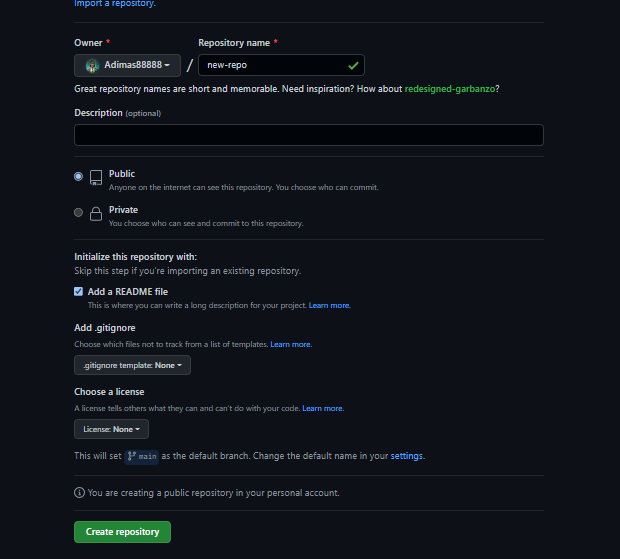 Import a repository.
Owner *
Repository name *
Adimas88888
/
new-repo
Great repository names are short and memorable. Need inspiration? How about redesigned-garbanzo?
Description (optional)
Public
Anyone on the internet can see this repository. You choose who can commit.
Private
You choose who can see and commit to this repository.
Initialize this repository with:
Skip this step if you're importing an existing repository.
Add a README file
This is where you can write a long description for your project. Learn more.
Add .gitignore
Choose which files not to track from a list of templates. Learn more.
.gitignore template: None
Choose a license
A license tells others what they can and can't do with your code. Learn more.
License: None
This will set main as the default branch. Change the default name in your settings.
You are creating a public repository in your personal account.
Create repository